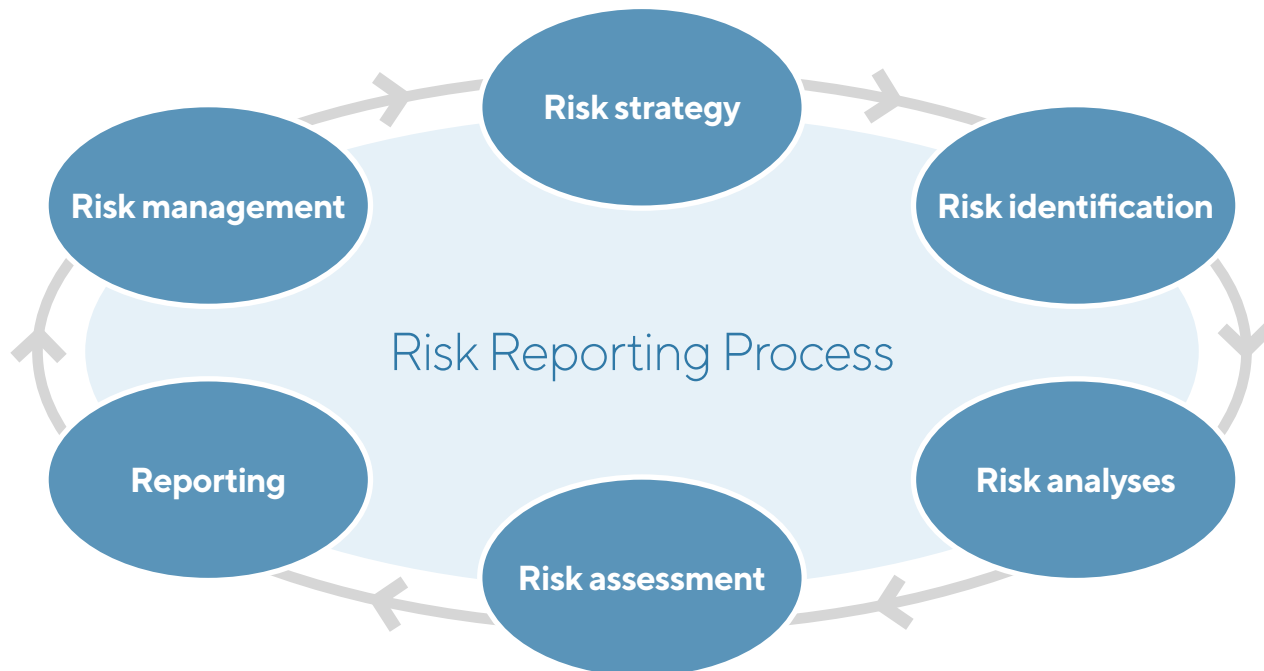 Risk strategy
Risk management
Risk identification
Risk Reporting Process
Reporting
Risk analyses
Risk assessment